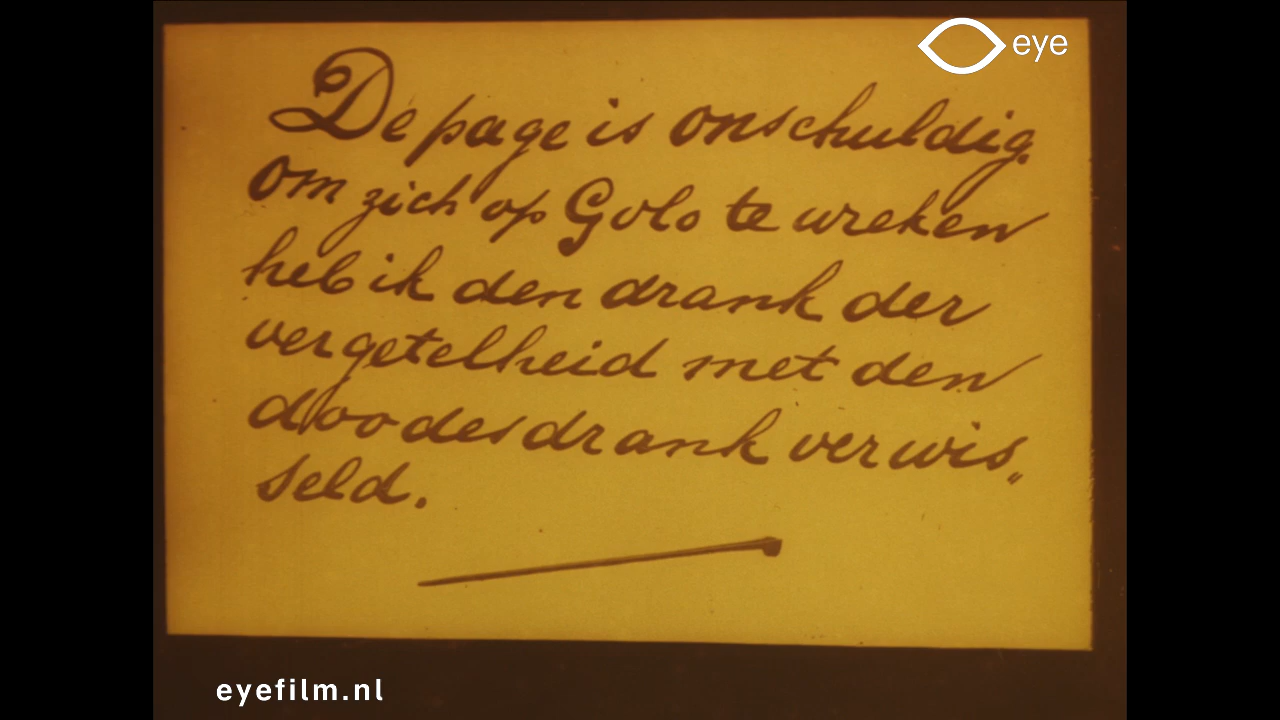 eye
De page is onschuldig.
om zich op Golo te wreken
heb ik den drank der
vergetelheid met den
doodesdrank verwis„
seld.
eyefilm.nl